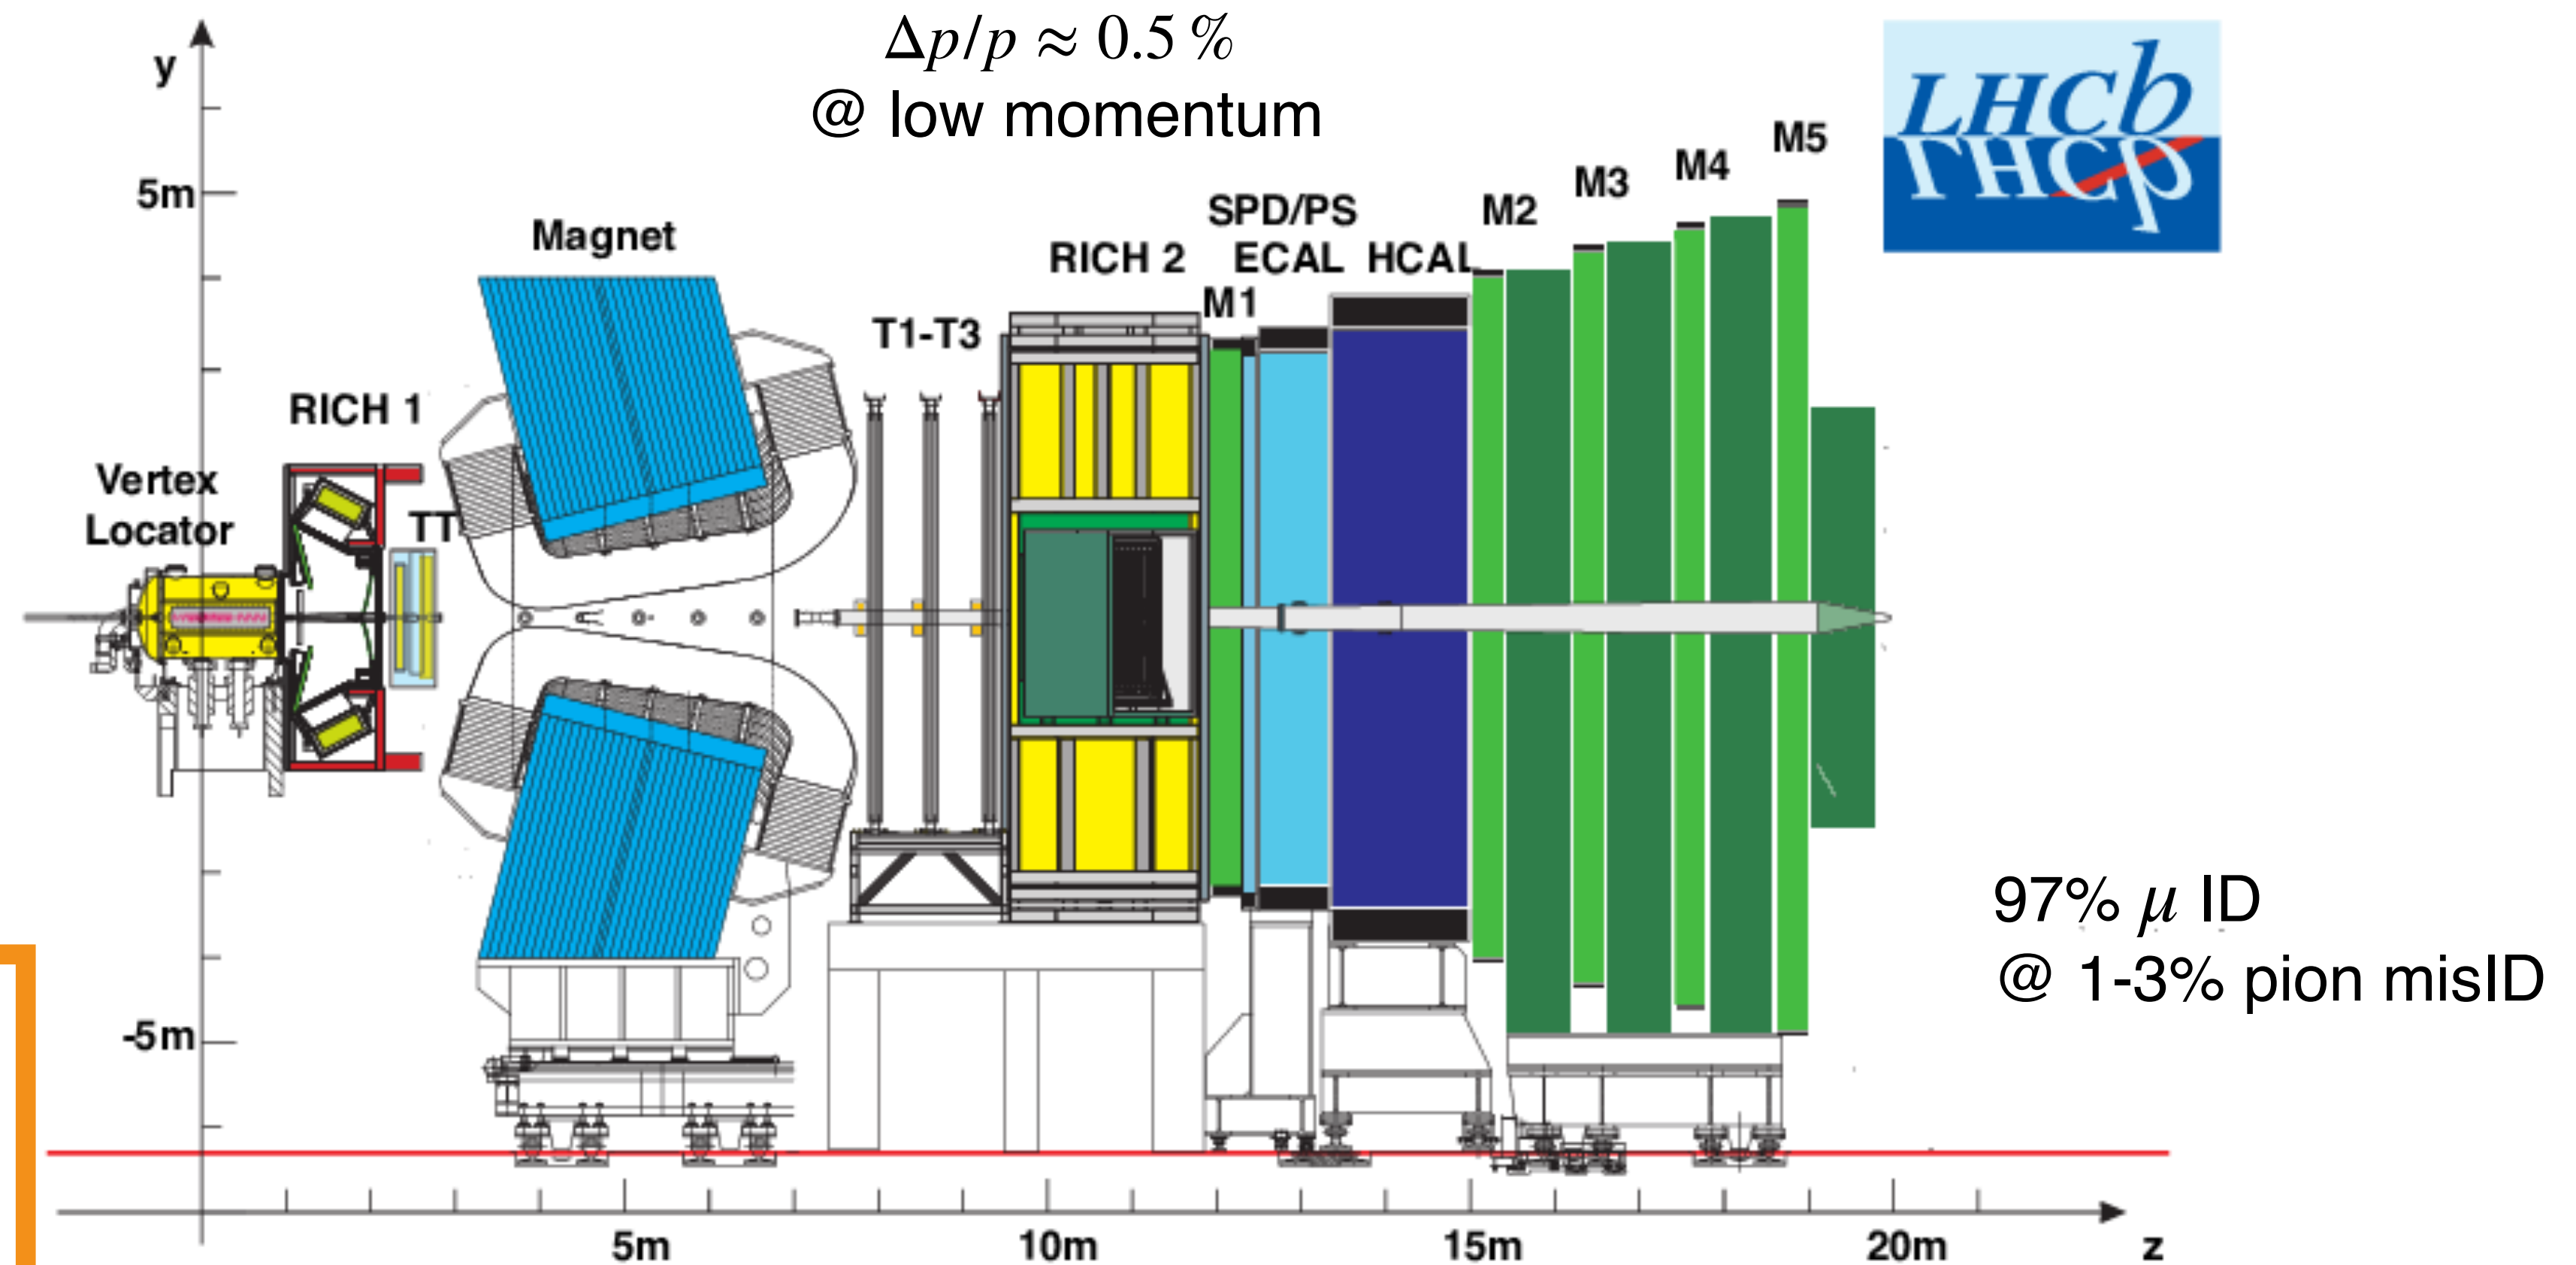 Δp/p ≈ 0.5 %
@ low momentum
LHCb
LHCb
y
5m
Magnet
RICH 1
Vertex
Locator
TT
T1-T3
RICH 2
M1
SPD/PS
ECAL
HCAL
M2
M3
M4
M5
97% μ ID
@ 1-3% pion misID
-5m
5m
10m
15m
20m
z